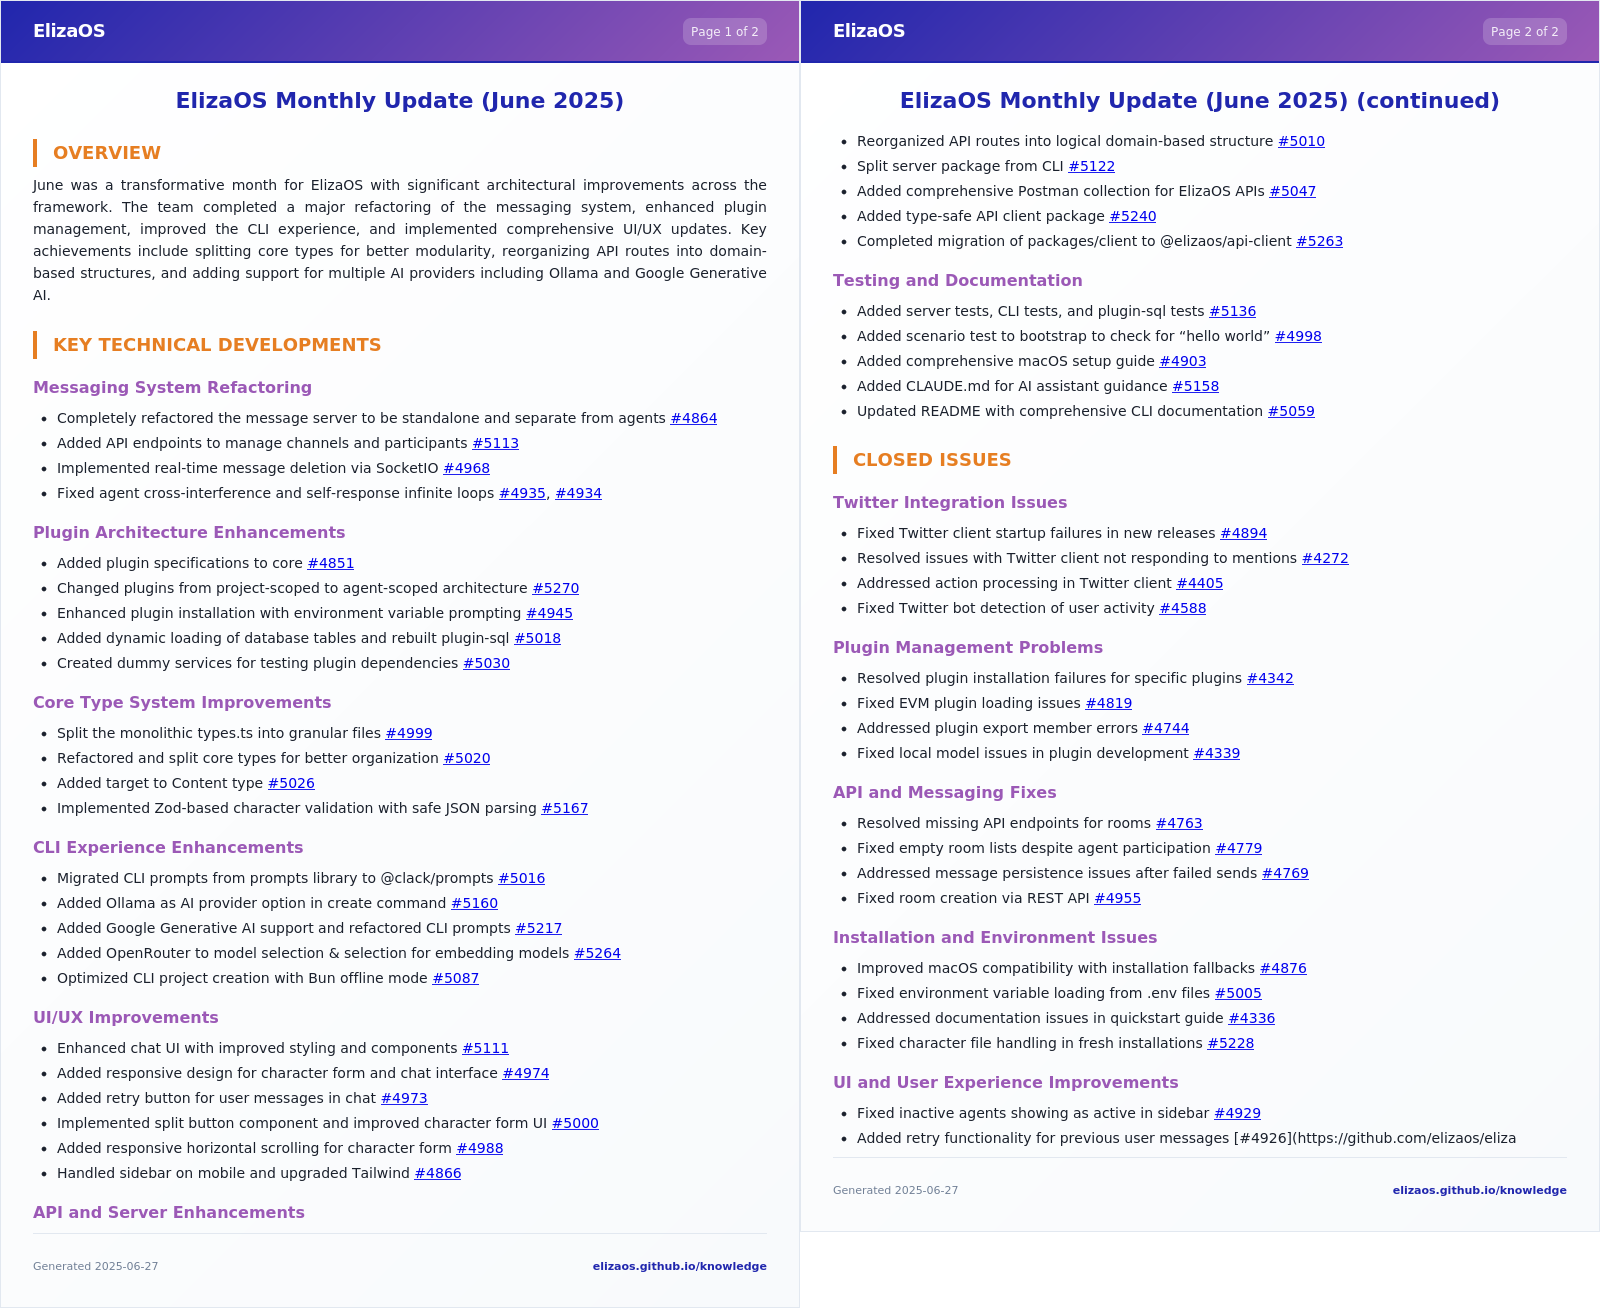 ElizaOS
Page 1 of 2
ElizaOS Monthly Update (June 2025)
OVERVIEW
June was a transformative month for ElizaOS with significant architectural improvements across the
framework. The team completed a major refactoring of the messaging system, enhanced plugin
management, improved the CLI experience, and implemented comprehensive UI/UX updates. Key
achievements include splitting core types for better modularity, reorganizing API routes into domain-
based structures, and adding support for multiple AI providers including Ollama and Google Generative
AI.
KEY TECHNICAL DEVELOPMENTS
Messaging System Refactoring
• Completely refactored the message server to be standalone and separate from agents #4864
• Added API endpoints to manage channels and participants #5113
• Implemented real-time message deletion via SocketIO #4968
• Fixed agent cross-interference and self-response infinite loops #4935, #4934
Plugin Architecture Enhancements
• Added plugin specifications to core #4851
• Changed plugins from project-scoped to agent-scoped architecture #5270
• Enhanced plugin installation with environment variable prompting #4945
• Added dynamic loading of database tables and rebuilt plugin-sql #5018
• Created dummy services for testing plugin dependencies #5030
Core Type System Improvements
• Split the monolithic types.ts into granular files #4999
• Refactored and split core types for better organization #5020
• Added target to Content type #5026
• Implemented Zod-based character validation with safe JSON parsing #5167
CLI Experience Enhancements
• Migrated CLI prompts from prompts library to @clack/prompts #5016
• Added Ollama as AI provider option in create command #5160
• Added Google Generative AI support and refactored CLI prompts #5217
• Added OpenRouter to model selection & selection for embedding models #5264
• Optimized CLI project creation with Bun offline mode #5087
UI/UX Improvements
• Enhanced chat UI with improved styling and components #5111
• Added responsive design for character form and chat interface #4974
• Added retry button for user messages in chat #4973
• Implemented split button component and improved character form UI #5000
• Added responsive horizontal scrolling for character form #4988
• Handled sidebar on mobile and upgraded Tailwind #4866
API and Server Enhancements
Generated 2025-06-27
elizaos.github.io/knowledge
ElizaOS
Page 2 of 2
ElizaOS Monthly Update (June 2025) (continued)
• Reorganized API routes into logical domain-based structure #5010
• Split server package from CLI #5122
• Added comprehensive Postman collection for ElizaOS APIs #5047
• Added type-safe API client package #5240
• Completed migration of packages/client to @elizaos/api-client #5263
Testing and Documentation
• Added server tests, CLI tests, and plugin-sql tests #5136
• Added scenario test to bootstrap to check for “hello world” #4998
• Added comprehensive macOS setup guide #4903
• Added CLAUDE.md for AI assistant guidance #5158
• Updated README with comprehensive CLI documentation #5059
CLOSED ISSUES
Twitter Integration Issues
• Fixed Twitter client startup failures in new releases #4894
• Resolved issues with Twitter client not responding to mentions #4272
• Addressed action processing in Twitter client #4405
• Fixed Twitter bot detection of user activity #4588
Plugin Management Problems
• Resolved plugin installation failures for specific plugins #4342
• Fixed EVM plugin loading issues #4819
• Addressed plugin export member errors #4744
• Fixed local model issues in plugin development #4339
API and Messaging Fixes
• Resolved missing API endpoints for rooms #4763
• Fixed empty room lists despite agent participation #4779
• Addressed message persistence issues after failed sends #4769
• Fixed room creation via REST API #4955
Installation and Environment Issues
• Improved macOS compatibility with installation fallbacks #4876
• Fixed environment variable loading from .env files #5005
• Addressed documentation issues in quickstart guide #4336
• Fixed character file handling in fresh installations #5228
UI and User Experience Improvements
• Fixed inactive agents showing as active in sidebar #4929
• Added retry functionality for previous user messages [#4926](https://github.com/elizaos/eliza
Generated 2025-06-27
elizaos.github.io/knowledge